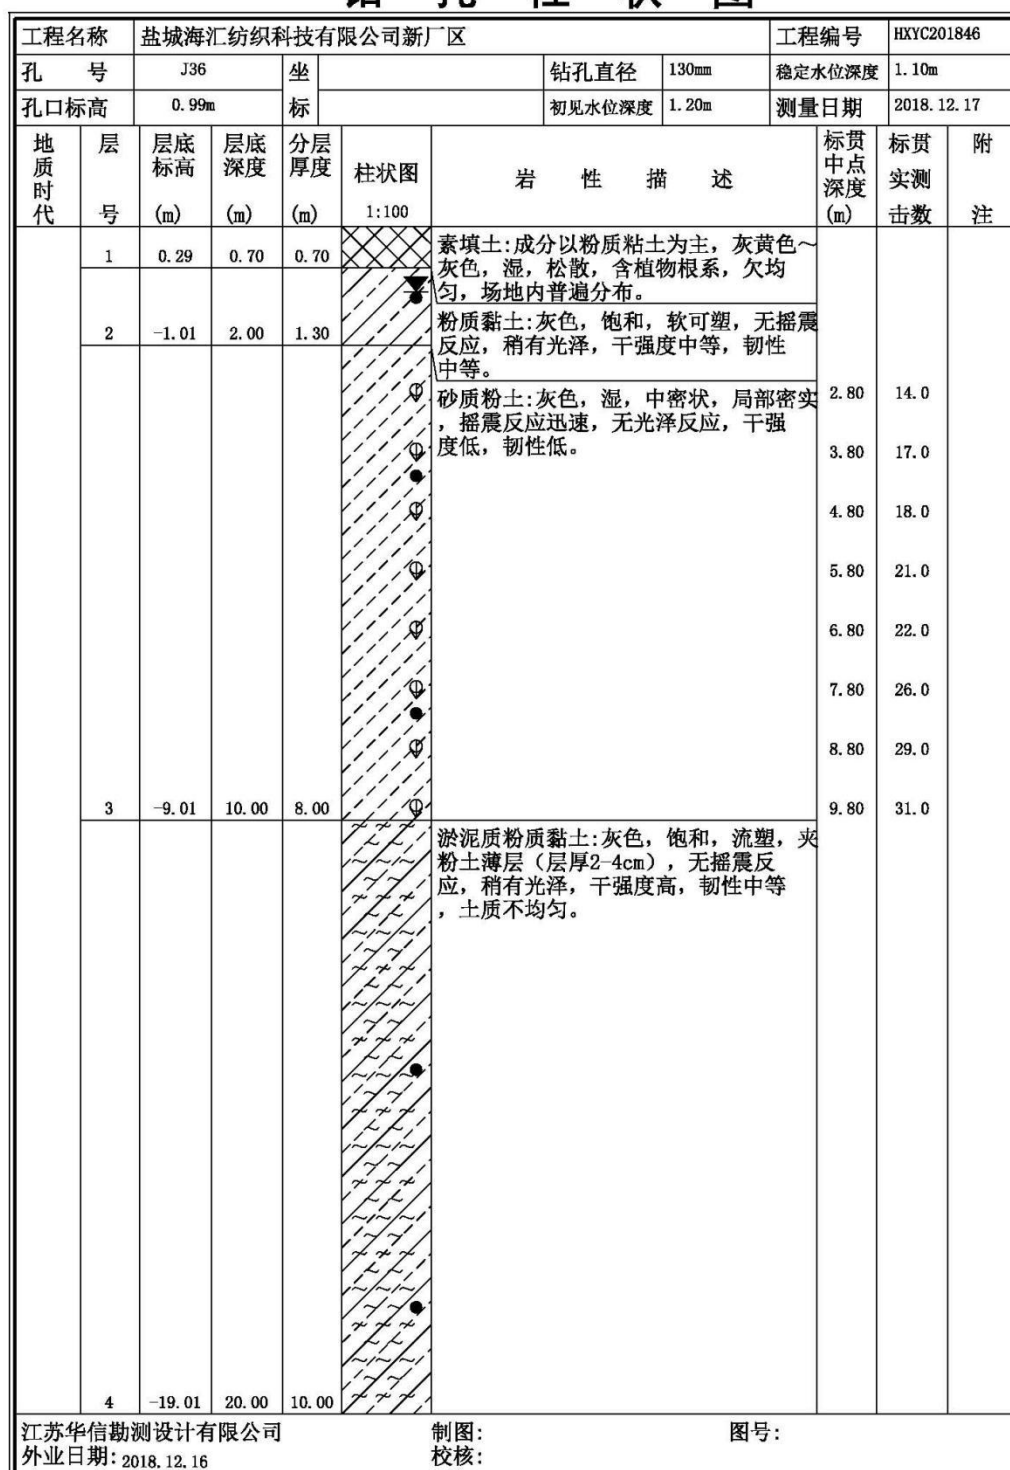 钻 孔 柱 状 图
工程名称 盐城海汇纺织科技有限公司新厂区 工程编号 HXYC201846
孔 号 J36 坐 钻孔直径 130mm 稳定水位深度 1.10m
孔口标高 0.99m 标 初见水位深度 1.20m 测量日期 2018.12.17
地质时代 层号 层底标高(m) 层底深度(m) 分层厚度(m) 柱状图 1:100 岩 性 描 述 标贯中点深度(m) 标贯实测击数 附注
1 0.29 0.70 0.70 素填土:成分以粉质粘土为主，灰黄色～
灰色，湿，松散，含植物根系，欠均
匀，场地内普遍分布。
2 -1.01 2.00 1.30 粉质黏土:灰色，饱和，软可塑，无摇震
反应，稍有光泽，干强度中等，韧性
中等。
砂质粉土:灰色，湿，中密状，局部密实
，摇震反应迅速，无光泽反应，干强
度低，韧性低。
2.80 14.0
3.80 17.0
4.80 18.0
5.80 21.0
6.80 22.0
7.80 26.0
8.80 29.0
3 -9.01 10.00 8.00 9.80 31.0
淤泥质粉质黏土:灰色，饱和，流塑，夹
粉土薄层（层厚2-4cm），无摇震反
应，稍有光泽，干强度高，韧性中等
，土质不均匀。
4 -19.01 20.00 10.00
江苏华信勘测设计有限公司 制图: 图号:
外业日期:2018.12.16 校核: